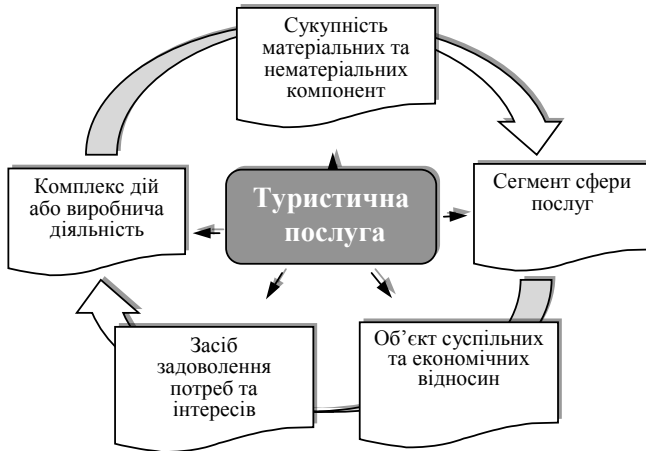 Сукупність
матеріальних та
нематеріальних
компонент
Комплекс дій
або виробнича
діяльність
Туристична
послуга
Сегмент сфери
послуг
Засіб
задоволення
потреб та
інтересів
Об’єкт суспільних
та економічних
відносин